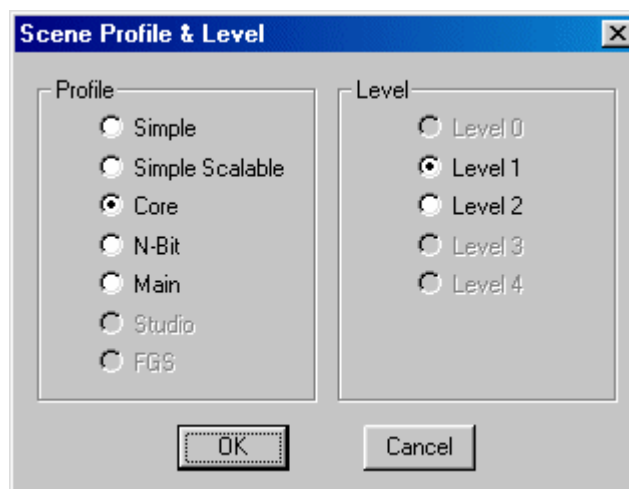 Scene Profile & Level
Profile
Simple
Simple Scalable
Core
N-Bit
Main
Studio
FGS
Level
Level 0
Level 1
Level 2
Level 3
Level 4
OK
Cancel